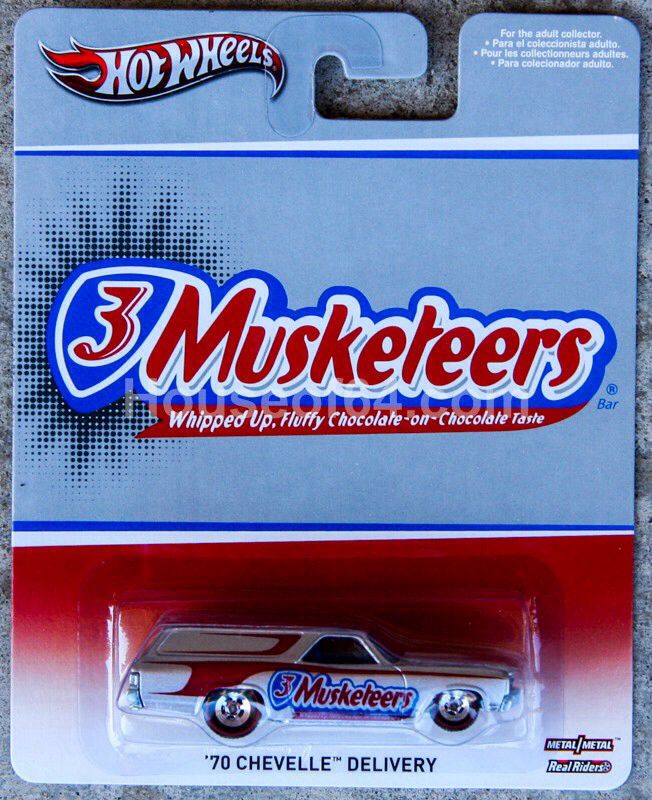 HOT WHEELS
For the adult collector.
• Para el coleccionista adulto.
• Pour les collectionneurs adultes.
• Para colecionador adulto.
3 Musketeers
®
Bar
Houseof64.com
Whipped Up, Fluffy Chocolate-on-Chocolate Taste
3 Musketeers
'70 CHEVELLE™ DELIVERY
METAL/METAL
Real Riders